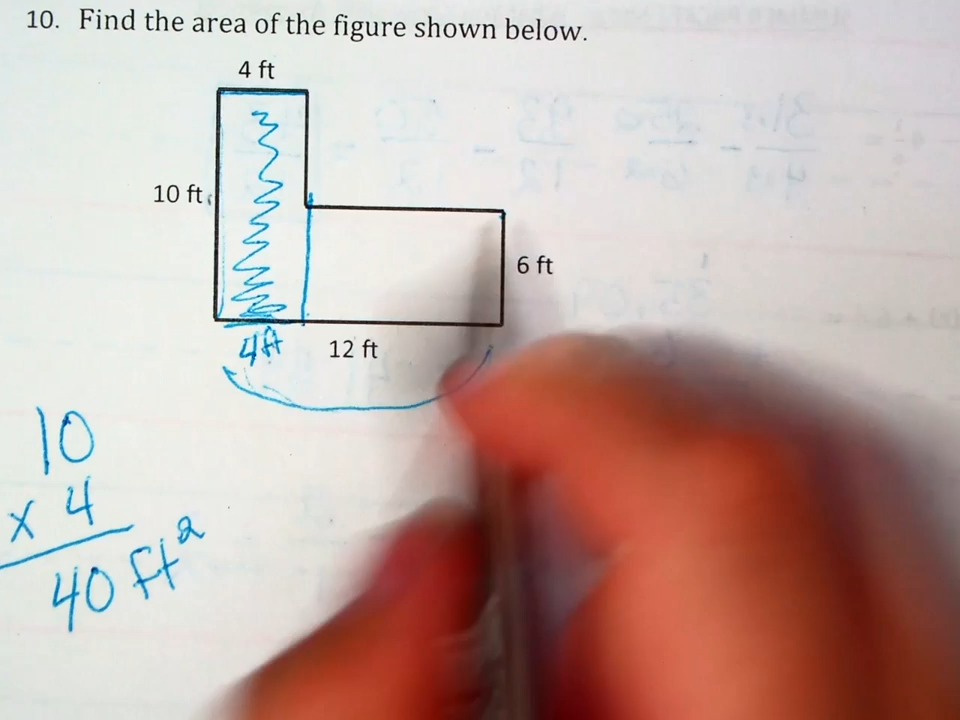 10. Find the area of the figure shown below.
4 ft
10 ft
6 ft
4ft
12 ft
10
x 4
40 ft²